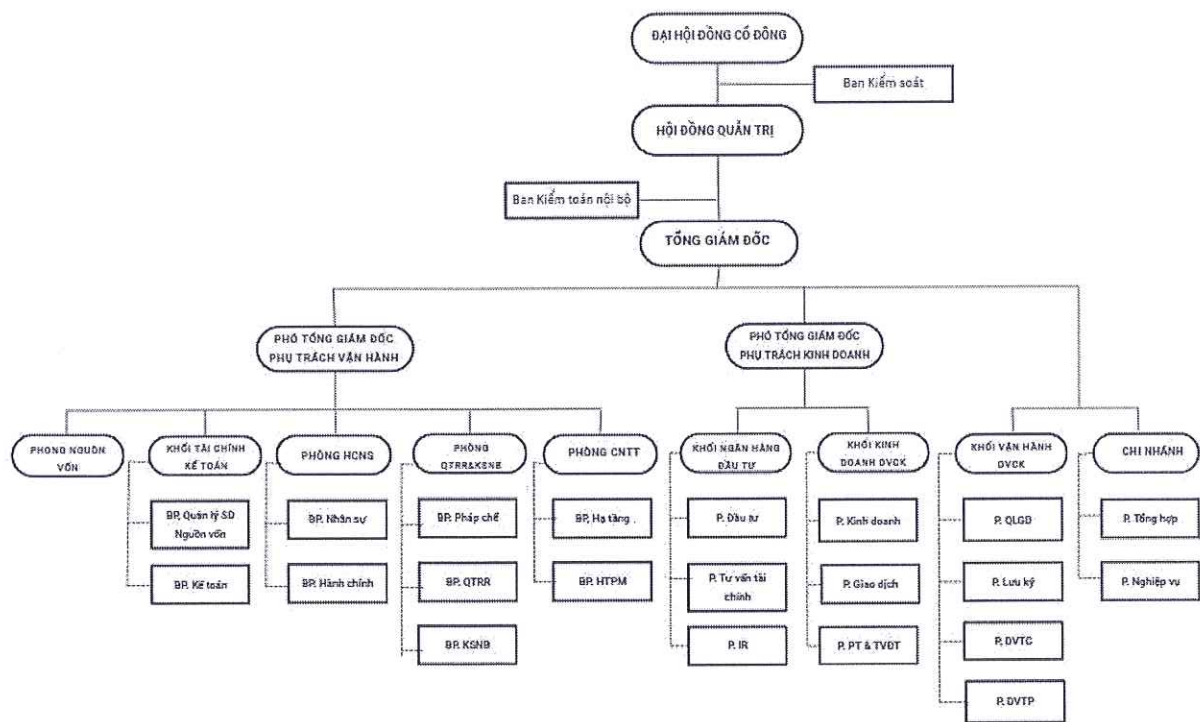 ĐẠI HỘI ĐỒNG CỔ ĐÔNG
Ban Kiểm soát
HỘI ĐỒNG QUẢN TRỊ
Ban Kiểm toán nội bộ
TỔNG GIÁM ĐỐC
PHÓ TỔNG GIÁM ĐỐC
PHỤ TRÁCH VẬN HÀNH
PHÓ TỔNG GIÁM ĐỐC
PHỤ TRÁCH KINH DOANH
PHÒNG NGUỒN
VỐN
KHỐI TÀI CHÍNH
KẾ TOÁN
BP. Quản lý SD
Nguồn vốn
BP. Kế toán
PHÒNG HCNS
BP. Nhân sự
BP. Hành chính
PHÒNG
QTRR&KSNB
BP. Pháp chế
BP. QTRR
BP. KSNB
PHÒNG CNTT
BP. Hạ tầng
BP. HTPM
KHỐI NGÂN HÀNG
ĐẦU TƯ
P. Đầu tư
P. Tư vấn tài
chính
P. IR
KHỐI KINH
DOANH DVCK
P. Kinh doanh
P. Giao dịch
P. PT & TVĐT
KHỐI VẬN HÀNH
DVCK
P. QLGD
P. Lưu ký
P. DVTC
P. DVTP
CHI NHÁNH
P. Tổng hợp
P. Nghiệp vụ